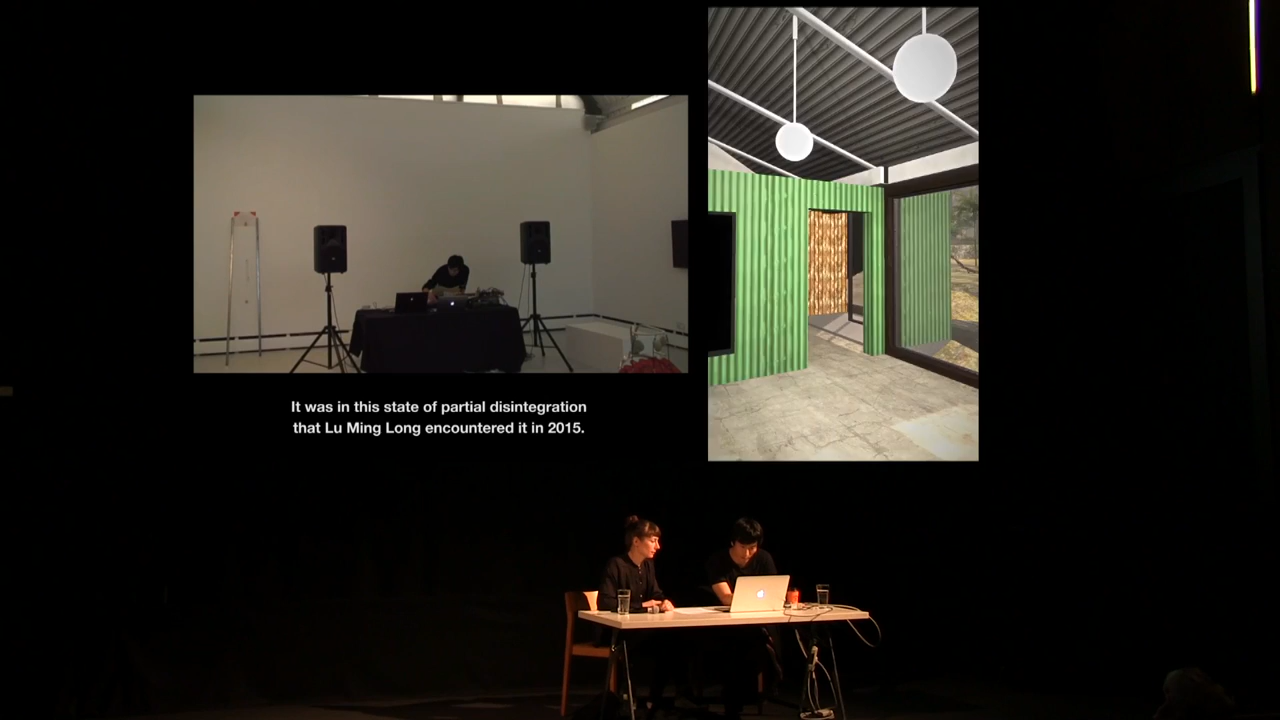 It was in this state of partial disintegration
that Lu Ming Long encountered it in 2015.